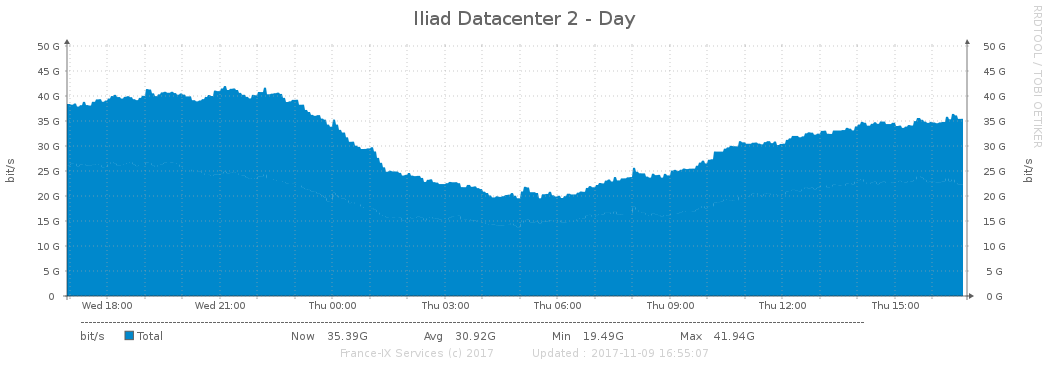 Iliad Datacenter 2 - Day
RRDTOOL / TOBI OETIKER
50 G 50 G
45 G 45 G
40 G 40 G
35 G 35 G
30 G 30 G
25 G 25 G
20 G 20 G
15 G 15 G
10 G 10 G
5 G 5 G
0 0 G
bit/s
bit/s
Wed 18:00 Wed 21:00 Thu 00:00 Thu 03:00 Thu 06:00 Thu 09:00 Thu 12:00 Thu 15:00
bit/s Total Now 35.39G Avg 30.92G Min 19.49G Max 41.94G
France-IX Services (c) 2017 Updated : 2017-11-09 16:55:07